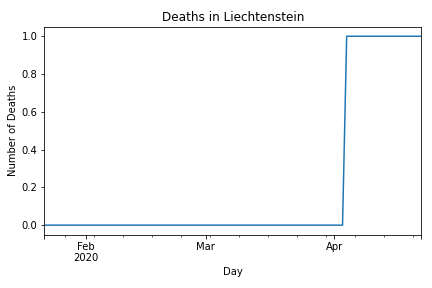 Deaths in Liechtenstein
1.0
0.8
0.6
0.4
0.2
0.0
Number of Deaths
Feb
2020
Mar
Apr
Day